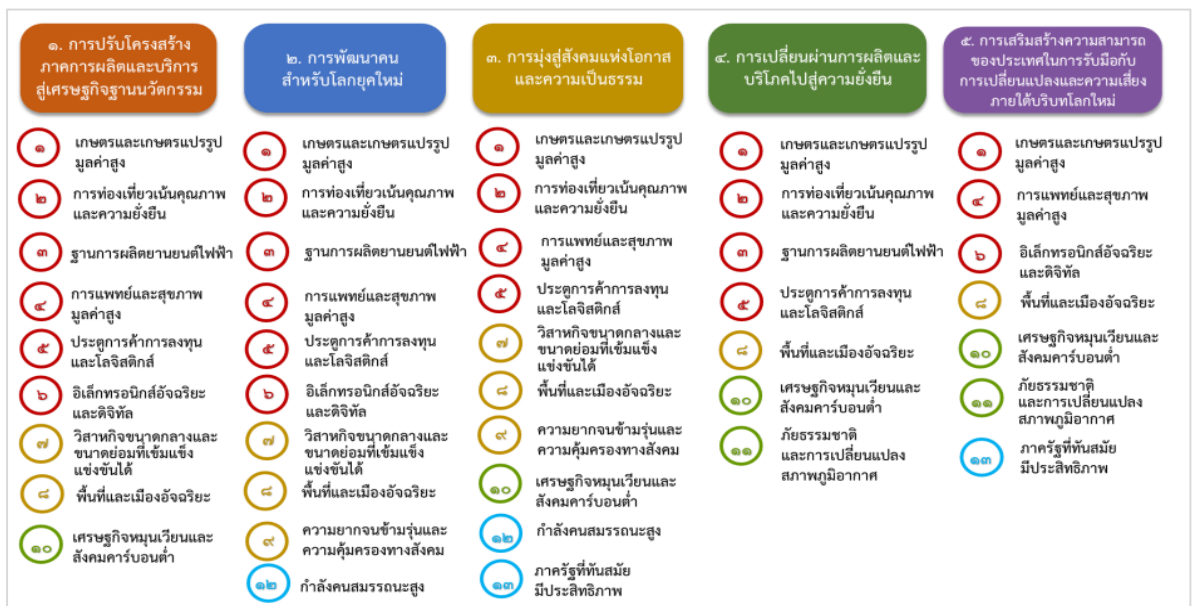 ๑. การปรับโครงสร้าง
ภาคการผลิตและบริการ
สู่เศรษฐกิจฐานนวัตกรรม
๑
เกษตรและเกษตรแปรรูป
มูลค่าสูง
๒
การท่องเที่ยวเน้นคุณภาพ
และความยั่งยืน
๓
ฐานการผลิตยานยนต์ไฟฟ้า
๔
การแพทย์และสุขภาพ
มูลค่าสูง
๕
ประตูการค้าการลงทุน
และโลจิสติกส์
๖
อิเล็กทรอนิกส์อัจฉริยะ
และดิจิทัล
๗
วิสาหกิจขนาดกลางและ
ขนาดย่อมที่เข้มแข็ง
แข่งขันได้
๘
พื้นที่และเมืองอัจฉริยะ
๑๐
เศรษฐกิจหมุนเวียนและ
สังคมคาร์บอนต่ำ
๒. การพัฒนาคน
สำหรับโลกยุคใหม่
๑
เกษตรและเกษตรแปรรูป
มูลค่าสูง
๒
การท่องเที่ยวเน้นคุณภาพ
และความยั่งยืน
๓
ฐานการผลิตยานยนต์ไฟฟ้า
๔
การแพทย์และสุขภาพ
มูลค่าสูง
๕
ประตูการค้าการลงทุน
และโลจิสติกส์
๖
อิเล็กทรอนิกส์อัจฉริยะ
และดิจิทัล
๗
วิสาหกิจขนาดกลางและ
ขนาดย่อมที่เข้มแข็ง
แข่งขันได้
๘
พื้นที่และเมืองอัจฉริยะ
๙
ความยากจนข้ามรุ่นและ
ความคุ้มครองทางสังคม
๑๒
กำลังคนสมรรถนะสูง
๓. การมุ่งสู่สังคมแห่งโอกาส
และความเป็นธรรม
๑
เกษตรและเกษตรแปรรูป
มูลค่าสูง
๒
การท่องเที่ยวเน้นคุณภาพ
และความยั่งยืน
๔
การแพทย์และสุขภาพ
มูลค่าสูง
๕
ประตูการค้าการลงทุน
และโลจิสติกส์
๗
วิสาหกิจขนาดกลางและ
ขนาดย่อมที่เข้มแข็ง
แข่งขันได้
๘
พื้นที่และเมืองอัจฉริยะ
๙
ความยากจนข้ามรุ่นและ
ความคุ้มครองทางสังคม
๑๐
เศรษฐกิจหมุนเวียนและ
สังคมคาร์บอนต่ำ
๑๒
กำลังคนสมรรถนะสูง
๑๓
ภาครัฐที่ทันสมัย
มีประสิทธิภาพ
๔. การเปลี่ยนผ่านการผลิตและ
บริโภคไปสู่ความยั่งยืน
๑
เกษตรและเกษตรแปรรูป
มูลค่าสูง
๒
การท่องเที่ยวเน้นคุณภาพ
และความยั่งยืน
๓
ฐานการผลิตยานยนต์ไฟฟ้า
๕
ประตูการค้าการลงทุน
และโลจิสติกส์
๘
พื้นที่และเมืองอัจฉริยะ
๑๐
เศรษฐกิจหมุนเวียนและ
สังคมคาร์บอนต่ำ
๑๑
ภัยธรรมชาติ
และการเปลี่ยนแปลง
สภาพภูมิอากาศ
๕. การเสริมสร้างความสามารถ
ของประเทศในการรับมือกับ
การเปลี่ยนแปลงและความเสี่ยง
ภายใต้บริบทโลกใหม่
๑
เกษตรและเกษตรแปรรูป
มูลค่าสูง
๔
การแพทย์และสุขภาพ
มูลค่าสูง
๖
อิเล็กทรอนิกส์อัจฉริยะ
และดิจิทัล
๘
พื้นที่และเมืองอัจฉริยะ
๑๐
เศรษฐกิจหมุนเวียนและ
สังคมคาร์บอนต่ำ
๑๑
ภัยธรรมชาติ
และการเปลี่ยนแปลง
สภาพภูมิอากาศ
๑๓
ภาครัฐที่ทันสมัย
มีประสิทธิภาพ